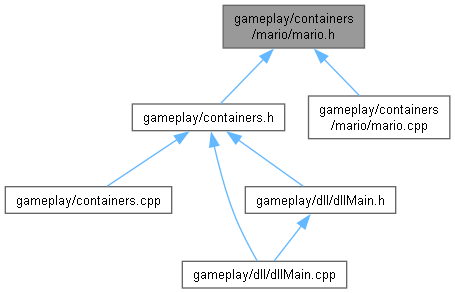 gameplay/containers
/mario/mario.h
gameplay/containers.h
gameplay/containers
/mario/mario.cpp
gameplay/containers.cpp
gameplay/dll/dllMain.h
gameplay/dll/dllMain.cpp